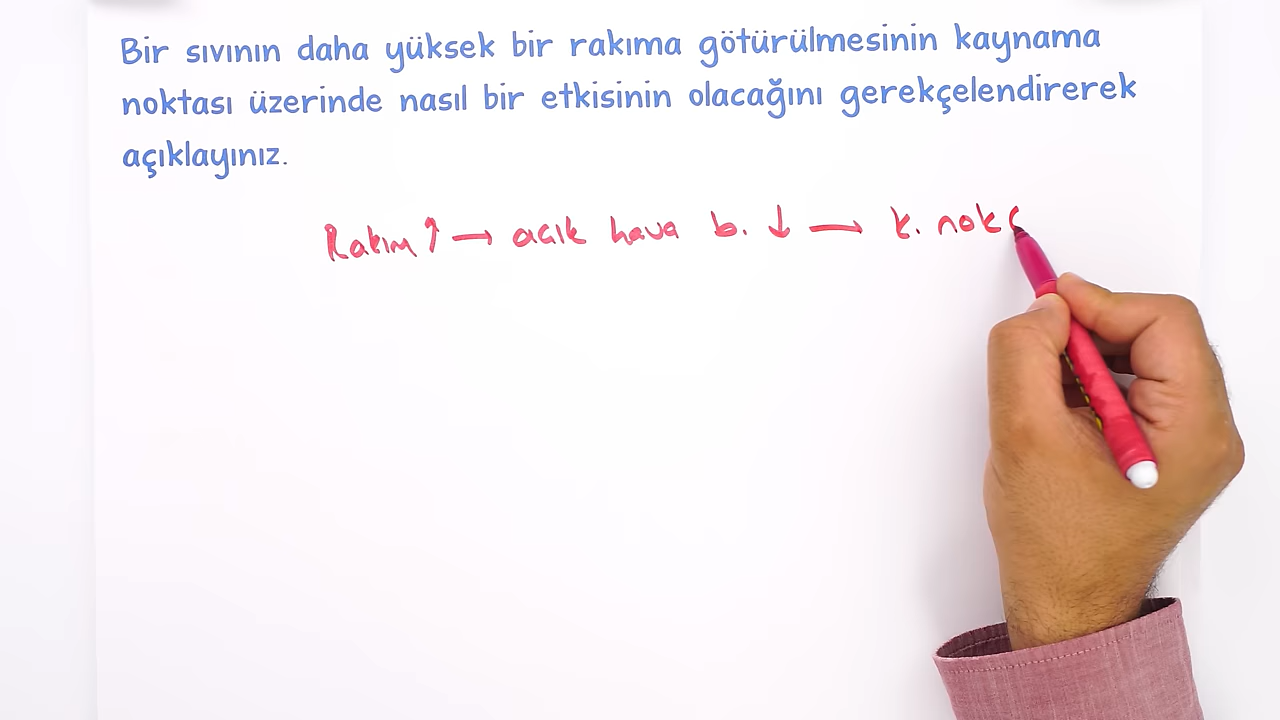 Bir sıvının daha yüksek bir rakıma götürülmesinin kaynama
noktası üzerinde nasıl bir etkisinin olacağını gerekçelendirerek
açıklayınız.
Rakım ↑ → açık hava b. ↓ → k. nok